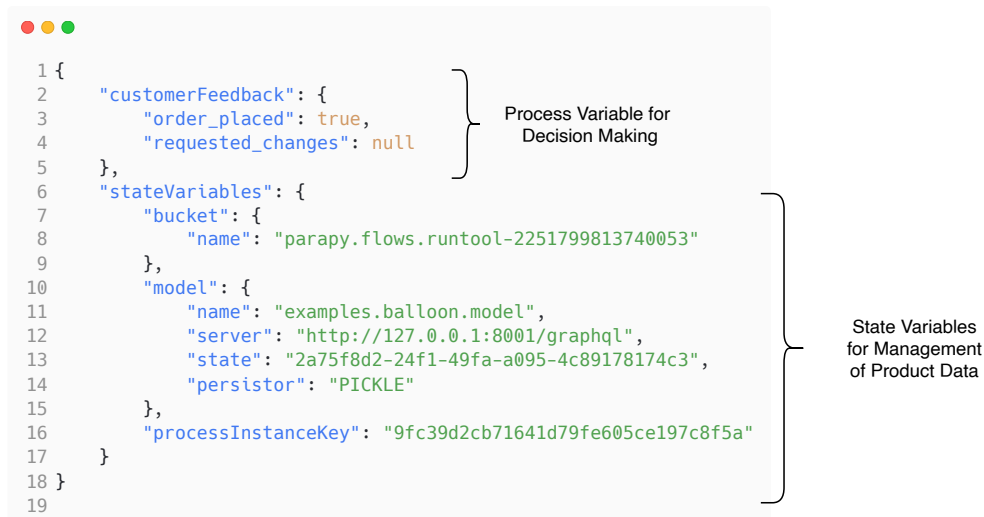 1 {
2     "customerFeedback": {
3         "order_placed": true,
4         "requested_changes": null
5     },
6     "stateVariables": {
7         "bucket": {
8             "name": "parapy.flows.runtool-2251799813740053"
9         },
10         "model": {
11             "name": "examples.balloon.model",
12             "server": "http://127.0.0.1:8001/graphql",
13             "state": "2a75f8d2-24f1-49fa-a095-4c89178174c3",
14             "persistor": "PICKLE"
15         },
16         "processInstanceKey": "9fc39d2cb71641d79fe605ce197c8f5a"
17     }
18 }
19
Process Variable for
Decision Making
State Variables
for Management
of Product Data